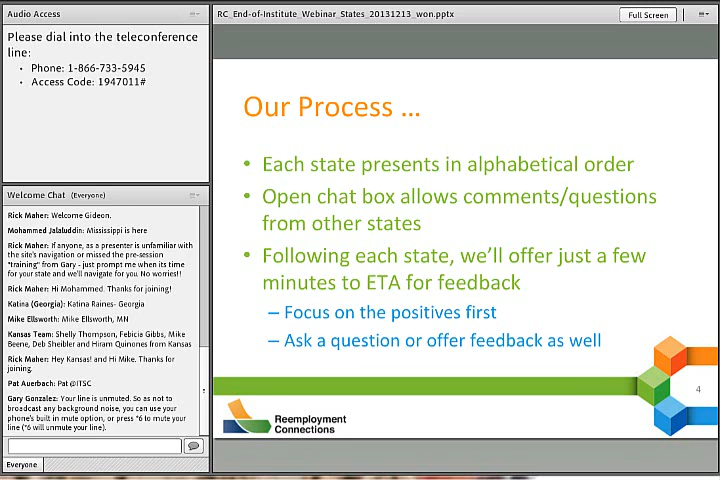 Audio Access
Please dial into the teleconference
line:
• Phone: 1-866-733-5945
• Access Code: 1947011#
Welcome Chat (Everyone)
Rick Maher: Welcome Gideon.
Mohammed Jalaluddin: Mississippi is here
Rick Maher: If anyone, as a presenter is unfamiliar with
the site's navigation or missed the pre-session
"training" from Gary - just prompt me when its time
for your state and we'll navigate for you. No worries!!
Rick Maher: Hi Mohammed. Thanks for joining!
Katina (Georgia): Katina Raines- Georgia
Mike Ellsworth: Mike Ellsworth, MN
Kansas Team: Shelly Thompson, Febicia Gibbs, Mike
Beene, Deb Sheibler and Hiram Quinones from Kansas
Rick Maher: Hey Kansas! and Hi Mike. Thanks for
joining.
Pat Auerbach: Pat @ITSC
Gary Gonzalez: Your line is unmuted. So as not to
broadcast any background noise, you can use your
phone's built in mute option, or press *6 to mute your
line (*6 will unmute your line).
Everyone
RC_End-of-Institute_Webinar_States_20131213_won.pptx
Full Screen
Our Process ...
• Each state presents in alphabetical order
• Open chat box allows comments/questions
from other states
• Following each state, we'll offer just a few
minutes to ETA for feedback
– Focus on the positives first
– Ask a question or offer feedback as well
4
Reemployment
Connections